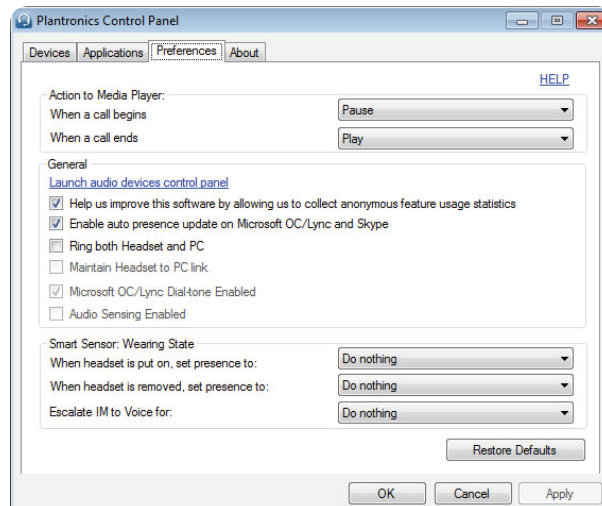 Plantronics Control Panel
Devices Applications Preferences About
HELP
Action to Media Player:
When a call begins Pause
When a call ends Play
General
Launch audio devices control panel
Help us improve this software by allowing us to collect anonymous feature usage statistics
Enable auto presence update on Microsoft OC/Lync and Skype
Ring both Headset and PC
Maintain Headset to PC link
Microsoft OC/Lync Dial-tone Enabled
Audio Sensing Enabled
Smart Sensor: Wearing State
When headset is put on, set presence to: Do nothing
When headset is removed, set presence to: Do nothing
Escalate IM to Voice for: Do nothing
Restore Defaults
OK Cancel Apply